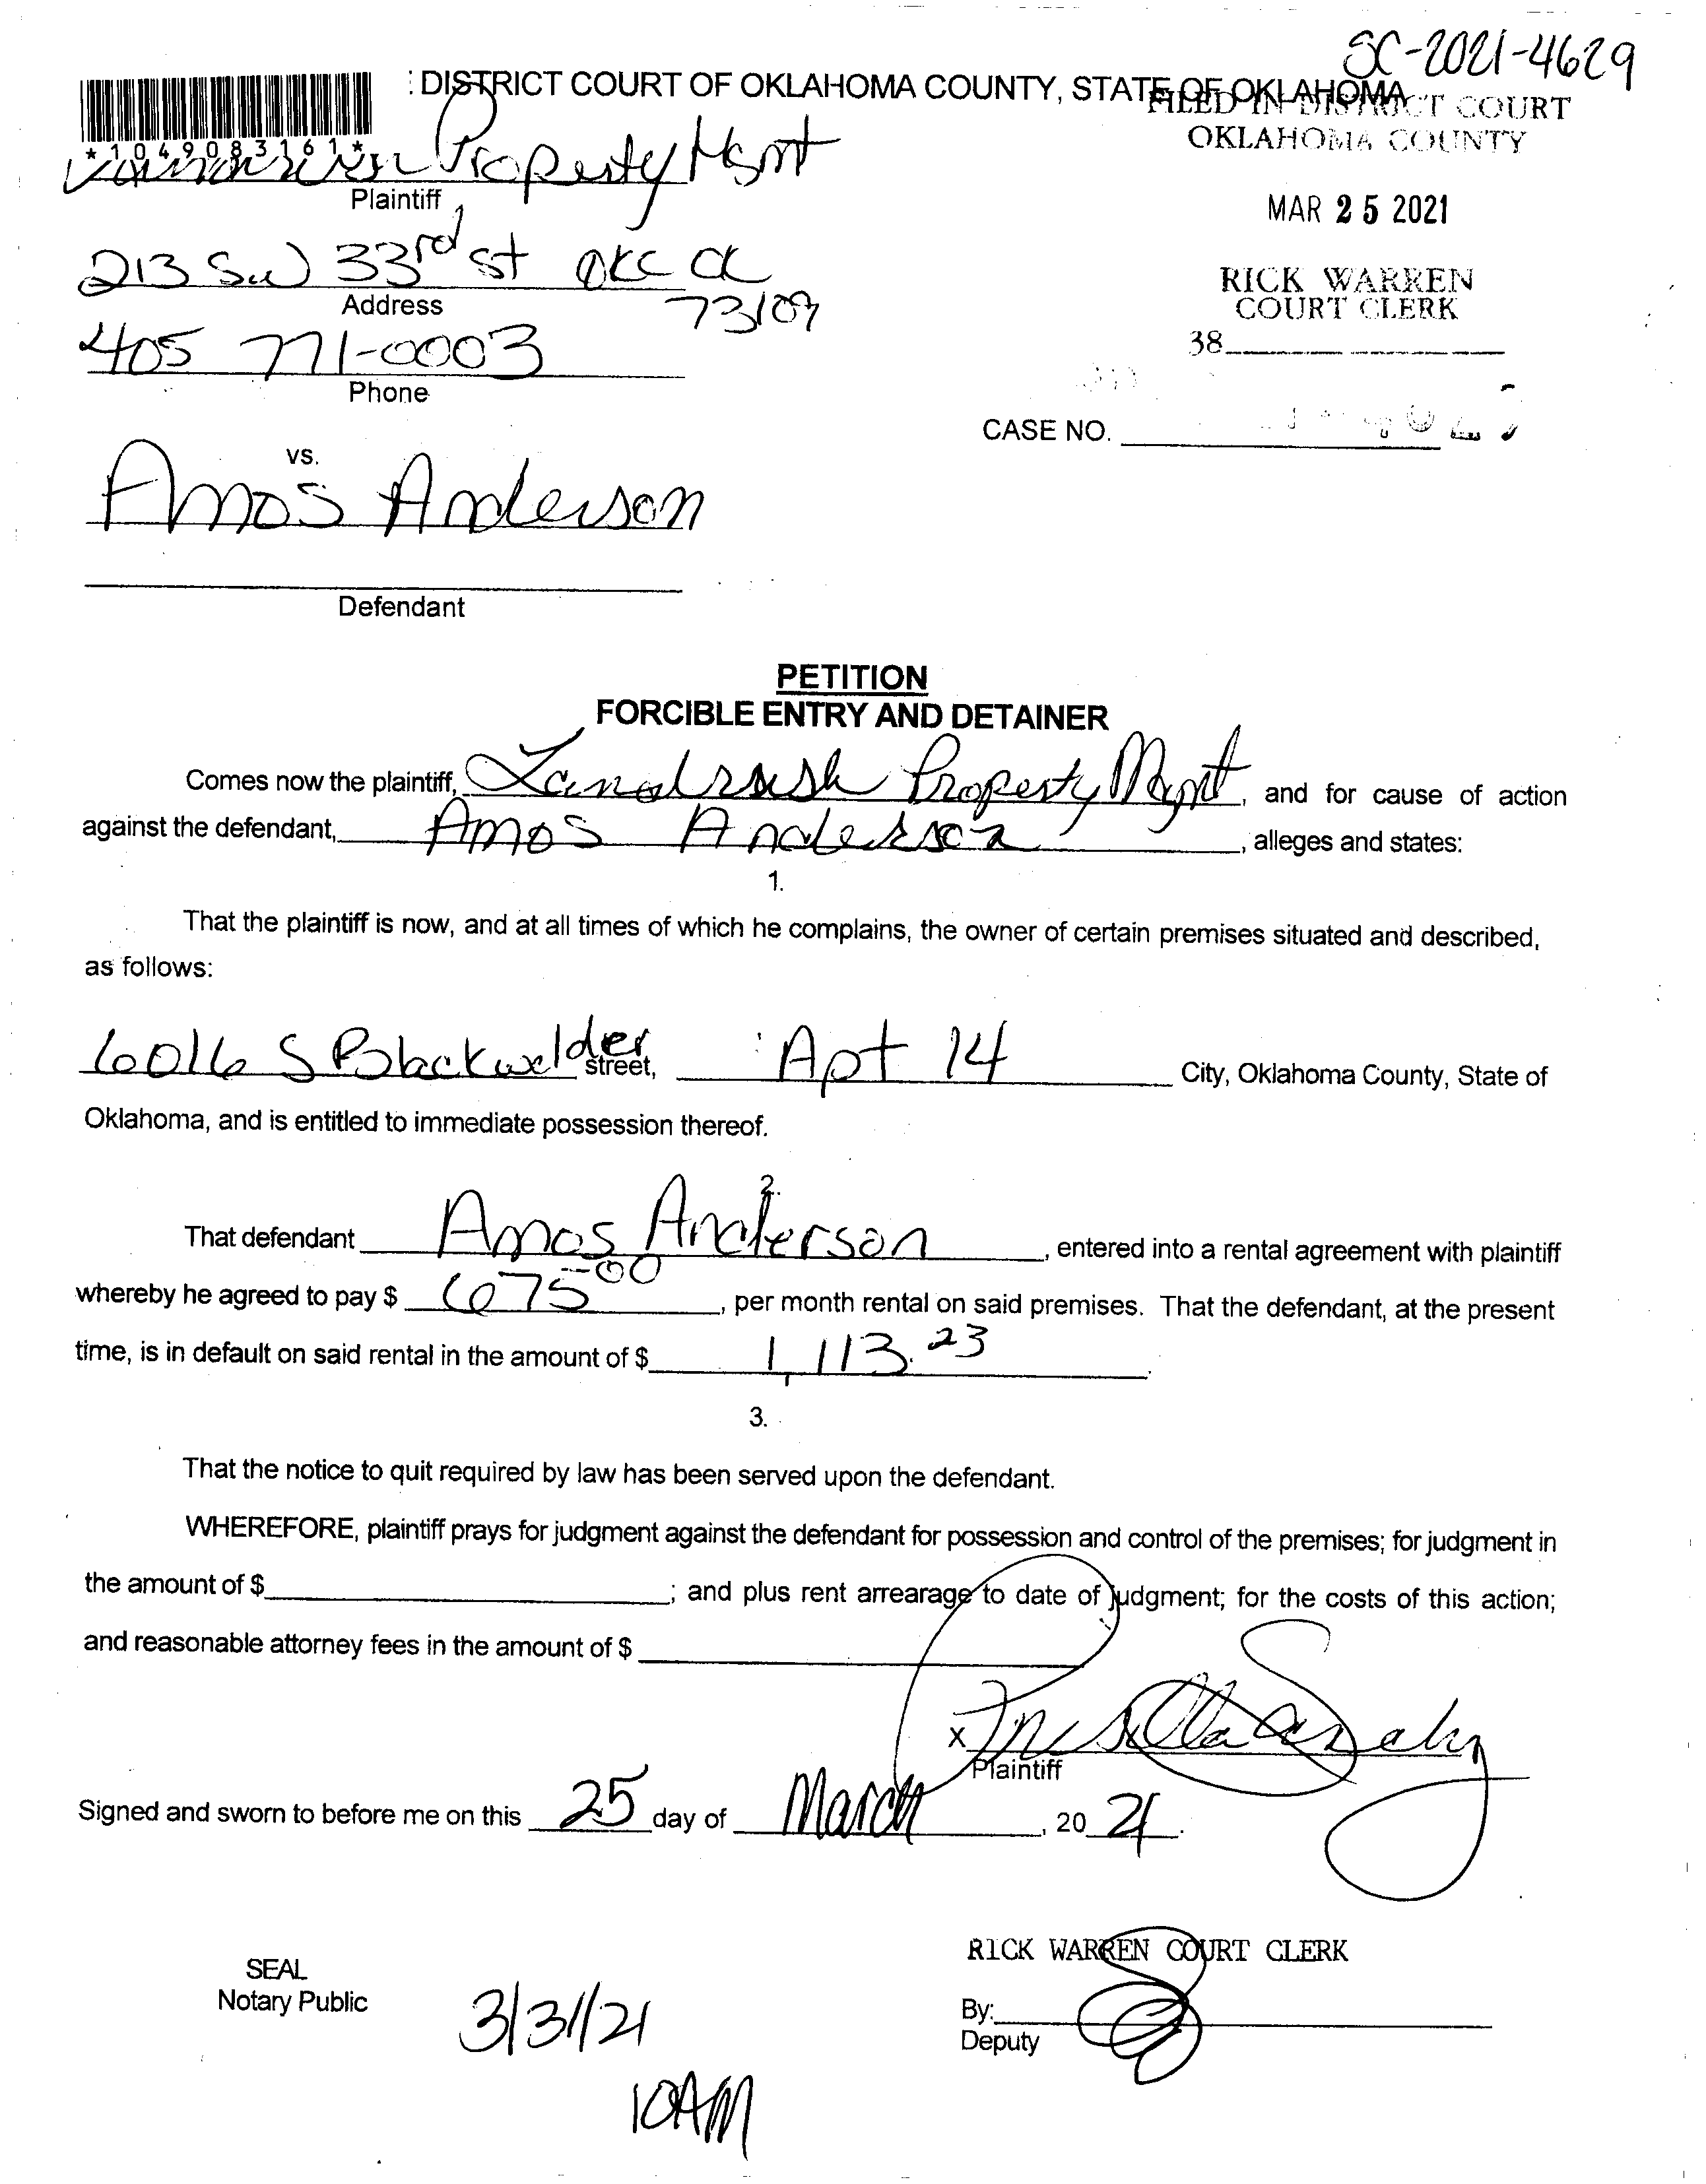 SC-2021-4629
DISTRICT COURT OF OKLAHOMA COUNTY, STATE OF OKLAHOMA
FILED IN DISTRICT COURT
OKLAHOMA COUNTY
*1049083161*
Landrush Property Mgmt
Plaintiff
MAR 25 2021
213 SW 33rd St OKC OK
Address
73109
RICK WARREN
COURT CLERK
405 771-0003
38
Phone
CASE NO.
vs.
Amos Anderson
Defendant
PETITION
FORCIBLE ENTRY AND DETAINER
Comes now the plaintiff, Landrush Property Mgmt, and for cause of action
against the defendant, Amos Anderson, alleges and states:
1.
That the plaintiff is now, and at all times of which he complains, the owner of certain premises situated and described,
as follows:
6016 S Blackwelder street, Apt 14 City, Oklahoma County, State of
Oklahoma, and is entitled to immediate possession thereof.
2.
That defendant Amos Anderson, entered into a rental agreement with plaintiff
whereby he agreed to pay $ 675.00, per month rental on said premises. That the defendant, at the present
time, is in default on said rental in the amount of $ 1,113.23.
3.
That the notice to quit required by law has been served upon the defendant.
WHEREFORE, plaintiff prays for judgment against the defendant for possession and control of the premises; for judgment in
the amount of $ ; and plus rent arrearage to date of judgment; for the costs of this action;
and reasonable attorney fees in the amount of $
x
Plaintiff
Signed and sworn to before me on this 25 day of March, 20 21.
RICK WARREN COURT CLERK
SEAL
Notary Public
3/31/21
By:
Deputy
10AM